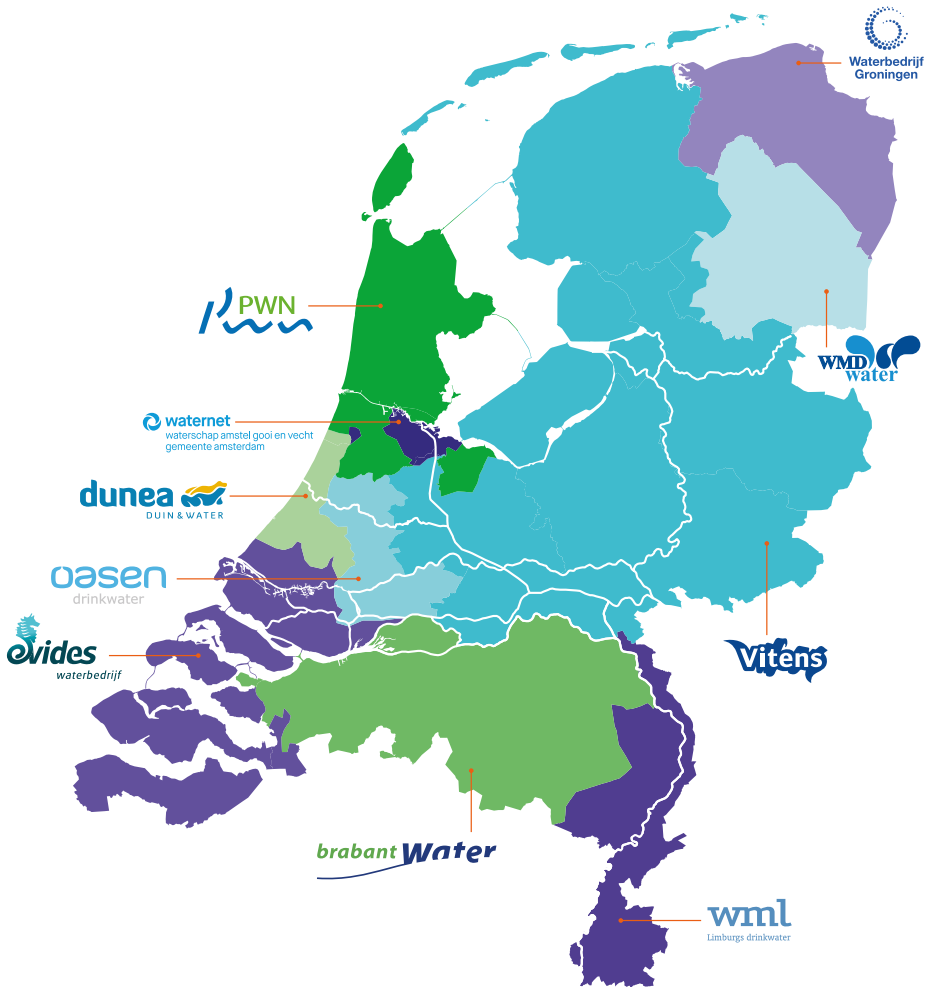 Waterbedrijf
Groningen
PWN
WMD
water
waternet
waterschap amstel gooi en vecht
gemeente amsterdam
dunea
DUIN & WATER
oasen
drinkwater
evides
waterbedrijf
Vitens
brabant Water
wml
Limburgs drinkwater